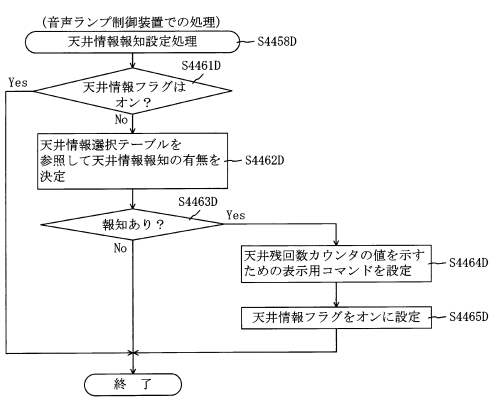 (音声ランプ制御装置での処理)
天井情報報知設定処理
S4458D
S4461D
天井情報フラグは
オン?
Yes
No
天井情報選択テーブルを
参照して天井情報報知の有無を
決定
S4462D
S4463D
報知あり?
Yes
No
天井残回数カウンタの値を示す
ための表示用コマンドを設定
S4464D
天井情報フラグをオンに設定
S4465D
終 了